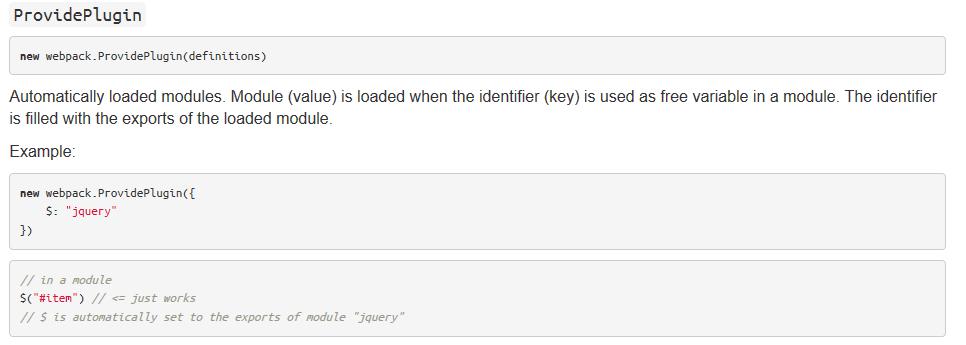 ProvidePlugin
new webpack.ProvidePlugin(definitions)
Automatically loaded modules. Module (value) is loaded when the identifier (key) is used as free variable in a module. The identifier
is filled with the exports of the loaded module.
Example:
new webpack.ProvidePlugin({
    $: "jquery"
})
// in a module
$("#item") // <= just works
// $ is automatically set to the exports of module "jquery"